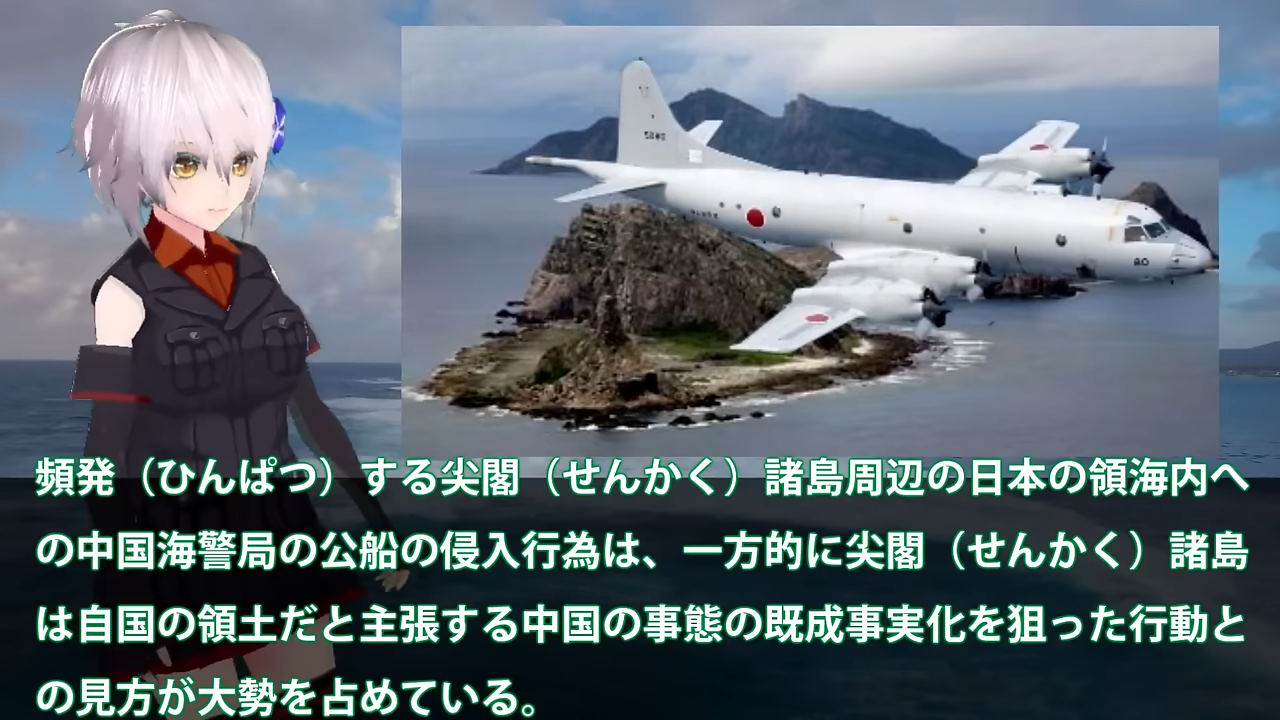 5083
80
頻発（ひんぱつ）する尖閣（せんかく）諸島周辺の日本の領海内へ
の中国海警局の公船の侵入行為は、一方的に尖閣（せんかく）諸島
は自国の領土だと主張する中国の事態の既成事実化を狙った行動と
の見方が大勢を占めている。